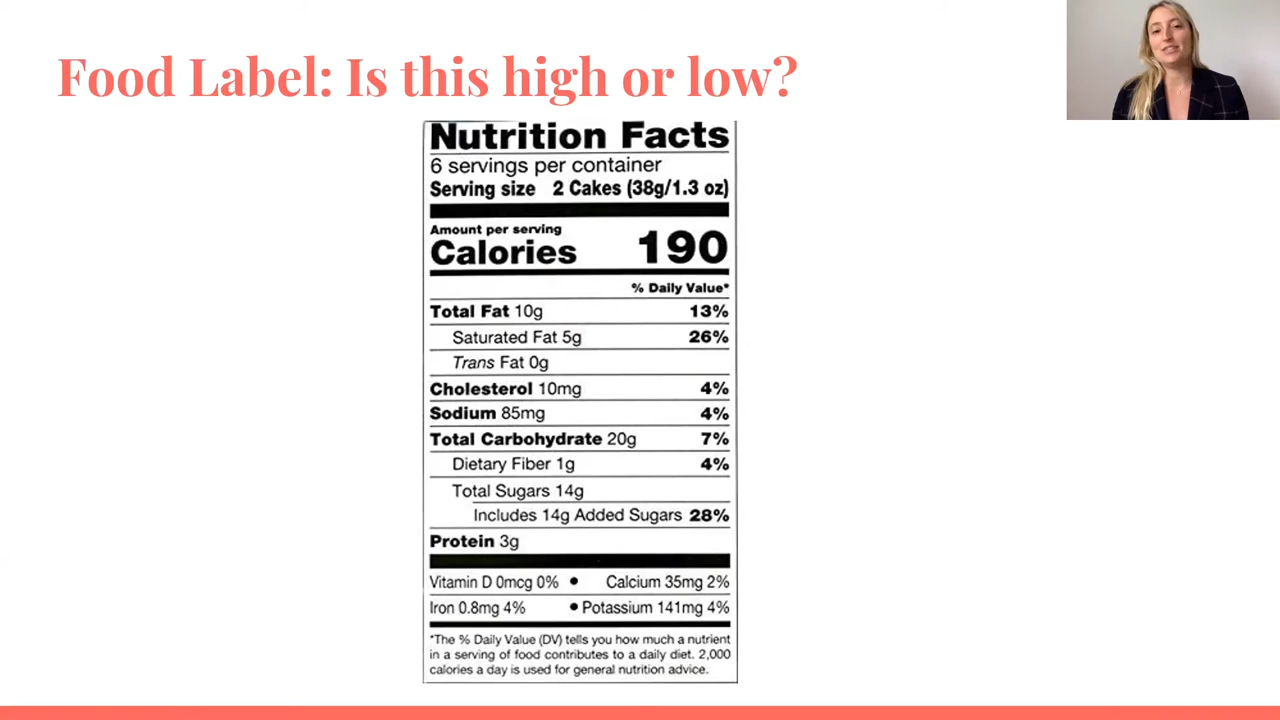 Food Label: Is this high or low?
Nutrition Facts
6 servings per container
Serving size 2 Cakes (38g/1.3 oz)
Amount per serving
Calories 190
% Daily Value*
Total Fat 10g 13%
Saturated Fat 5g 26%
Trans Fat 0g
Cholesterol 10mg 4%
Sodium 85mg 4%
Total Carbohydrate 20g 7%
Dietary Fiber 1g 4%
Total Sugars 14g
Includes 14g Added Sugars 28%
Protein 3g
Vitamin D 0mcg 0% • Calcium 35mg 2%
Iron 0.8mg 4% • Potassium 141mg 4%
*The % Daily Value (DV) tells you how much a nutrient
in a serving of food contributes to a daily diet. 2,000
calories a day is used for general nutrition advice.